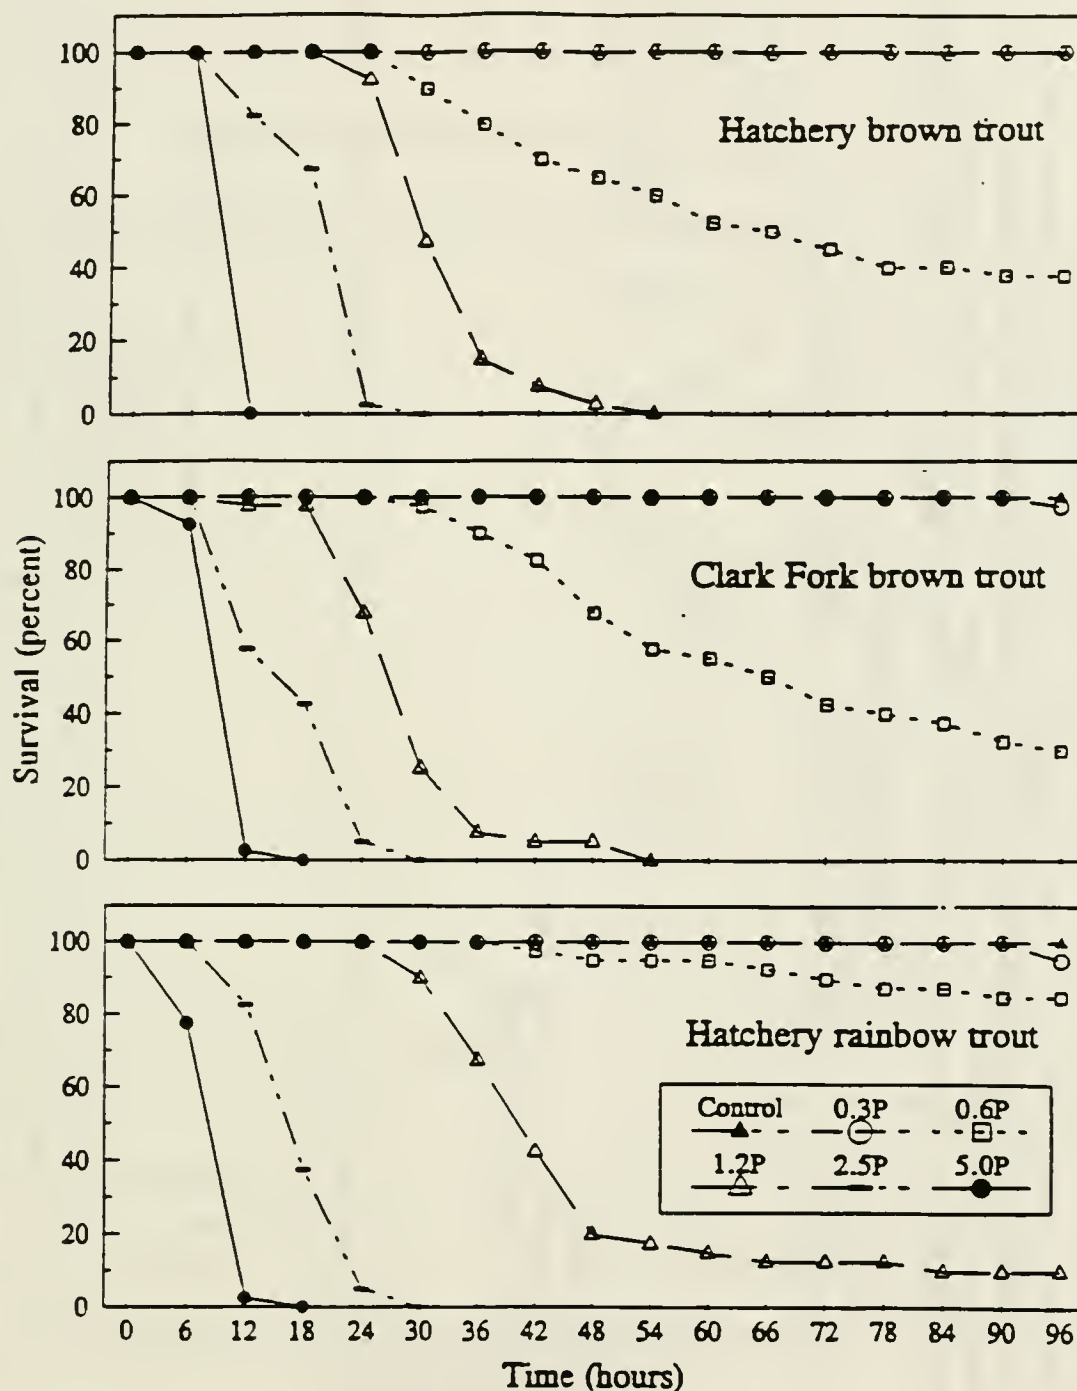 100
80
60
40
20
0
Hatchery brown trout
Survival (percent)
100
80
60
40
20
0
Clark Fork brown trout
100
80
60
40
20
0
Hatchery rainbow trout
Control 0.3P 0.6P
1.2P 2.5P 5.0P
0 6 12 18 24 30 36 42 48 54 60 66 72 78 84 90 96
Time (hours)